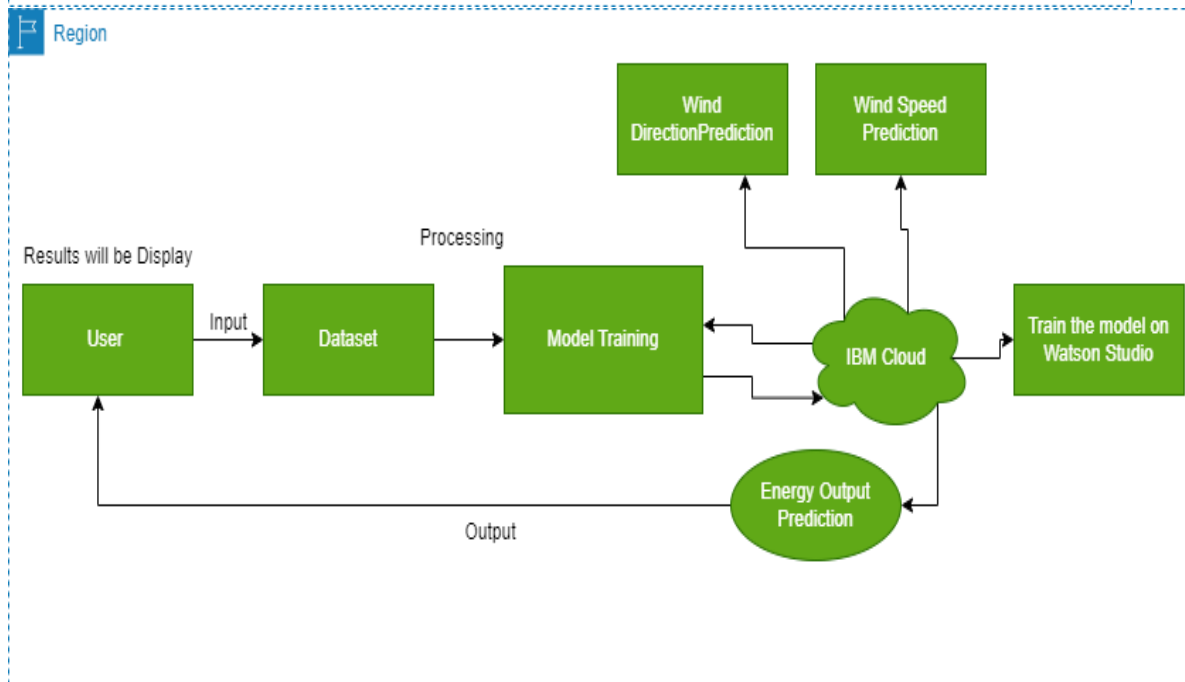 Region
Wind
DirectionPrediction
Wind Speed
Prediction
Processing
Results will be Display
User
Input
Dataset
Model Training
IBM Cloud
Train the model on
Watson Studio
Energy Output
Prediction
Output